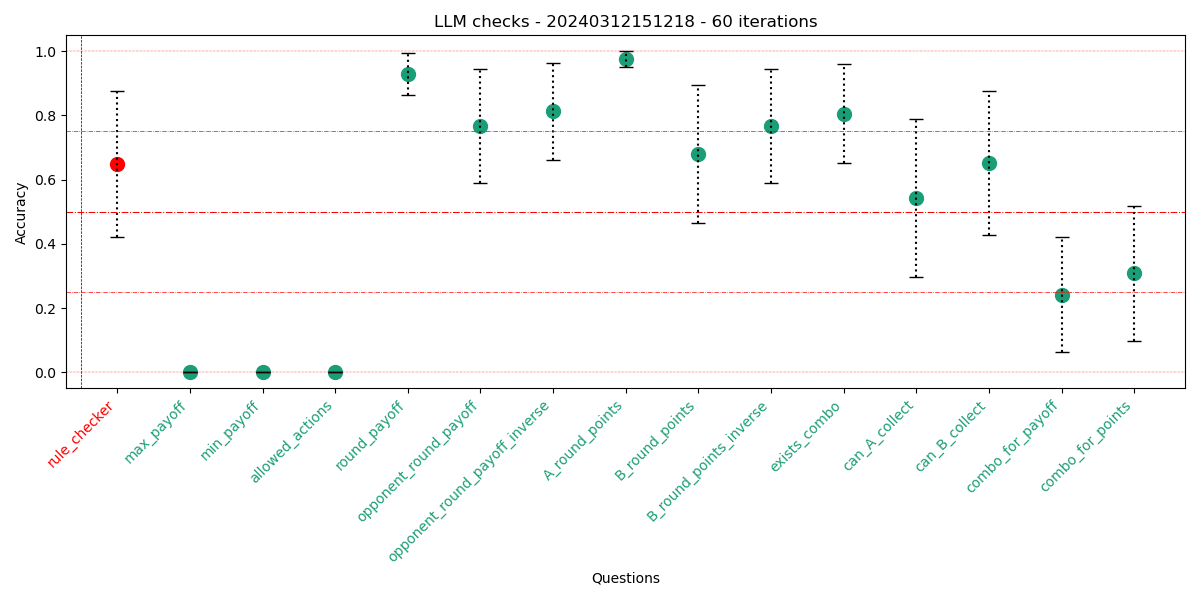 LLM checks - 20240312151218 - 60 iterations
Accuracy
1.0
0.8
0.6
0.4
0.2
0.0
rule_checker
max_payoff
min_payoff
allowed_actions
round_payoff
opponent_round_payoff
opponent_round_payoff_inverse
A_round_points
B_round_points
B_round_points_inverse
exists_combo
can_A_collect
can_B_collect
combo_for_payoff
combo_for_points
Questions